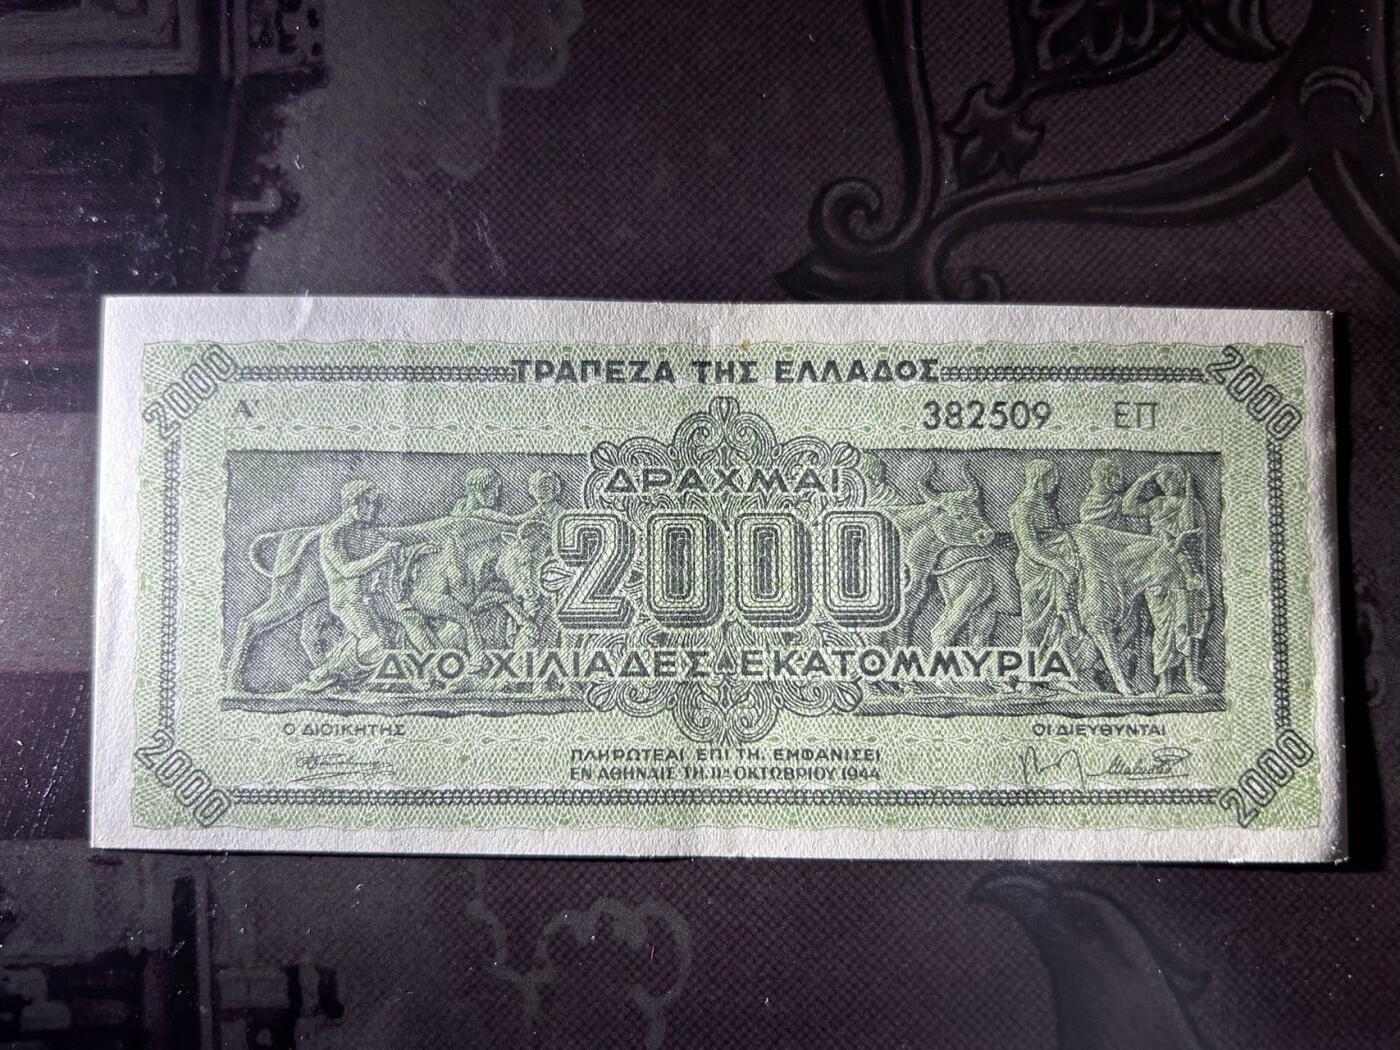 2000 ΤΡΑΠΕΖΑ ΤΗΣ ΕΛΛΑΔΟΣ 2000
Α' 382509 ΕΠ
ΔΡΑΧΜΑΙ
2000
ΔΥΟ ΧΙΛΙΑΔΕΣ ΕΚΑΤΟΜΜΥΡΙΑ
Ο ΔΙΟΙΚΗΤΗΣ ΟΙ ΔΙΕΥΘΥΝΤΑΙ
ΠΛΗΡΩΤΕΑΙ ΕΠΙ ΤΗ. ΕΜΦΑΝΙΣΕΙ
2000 ΕΝ ΑΘΗΝΑΙΣ ΤΗ. 11ῃ ΟΚΤΩΒΡΙΟΥ 1944 2000